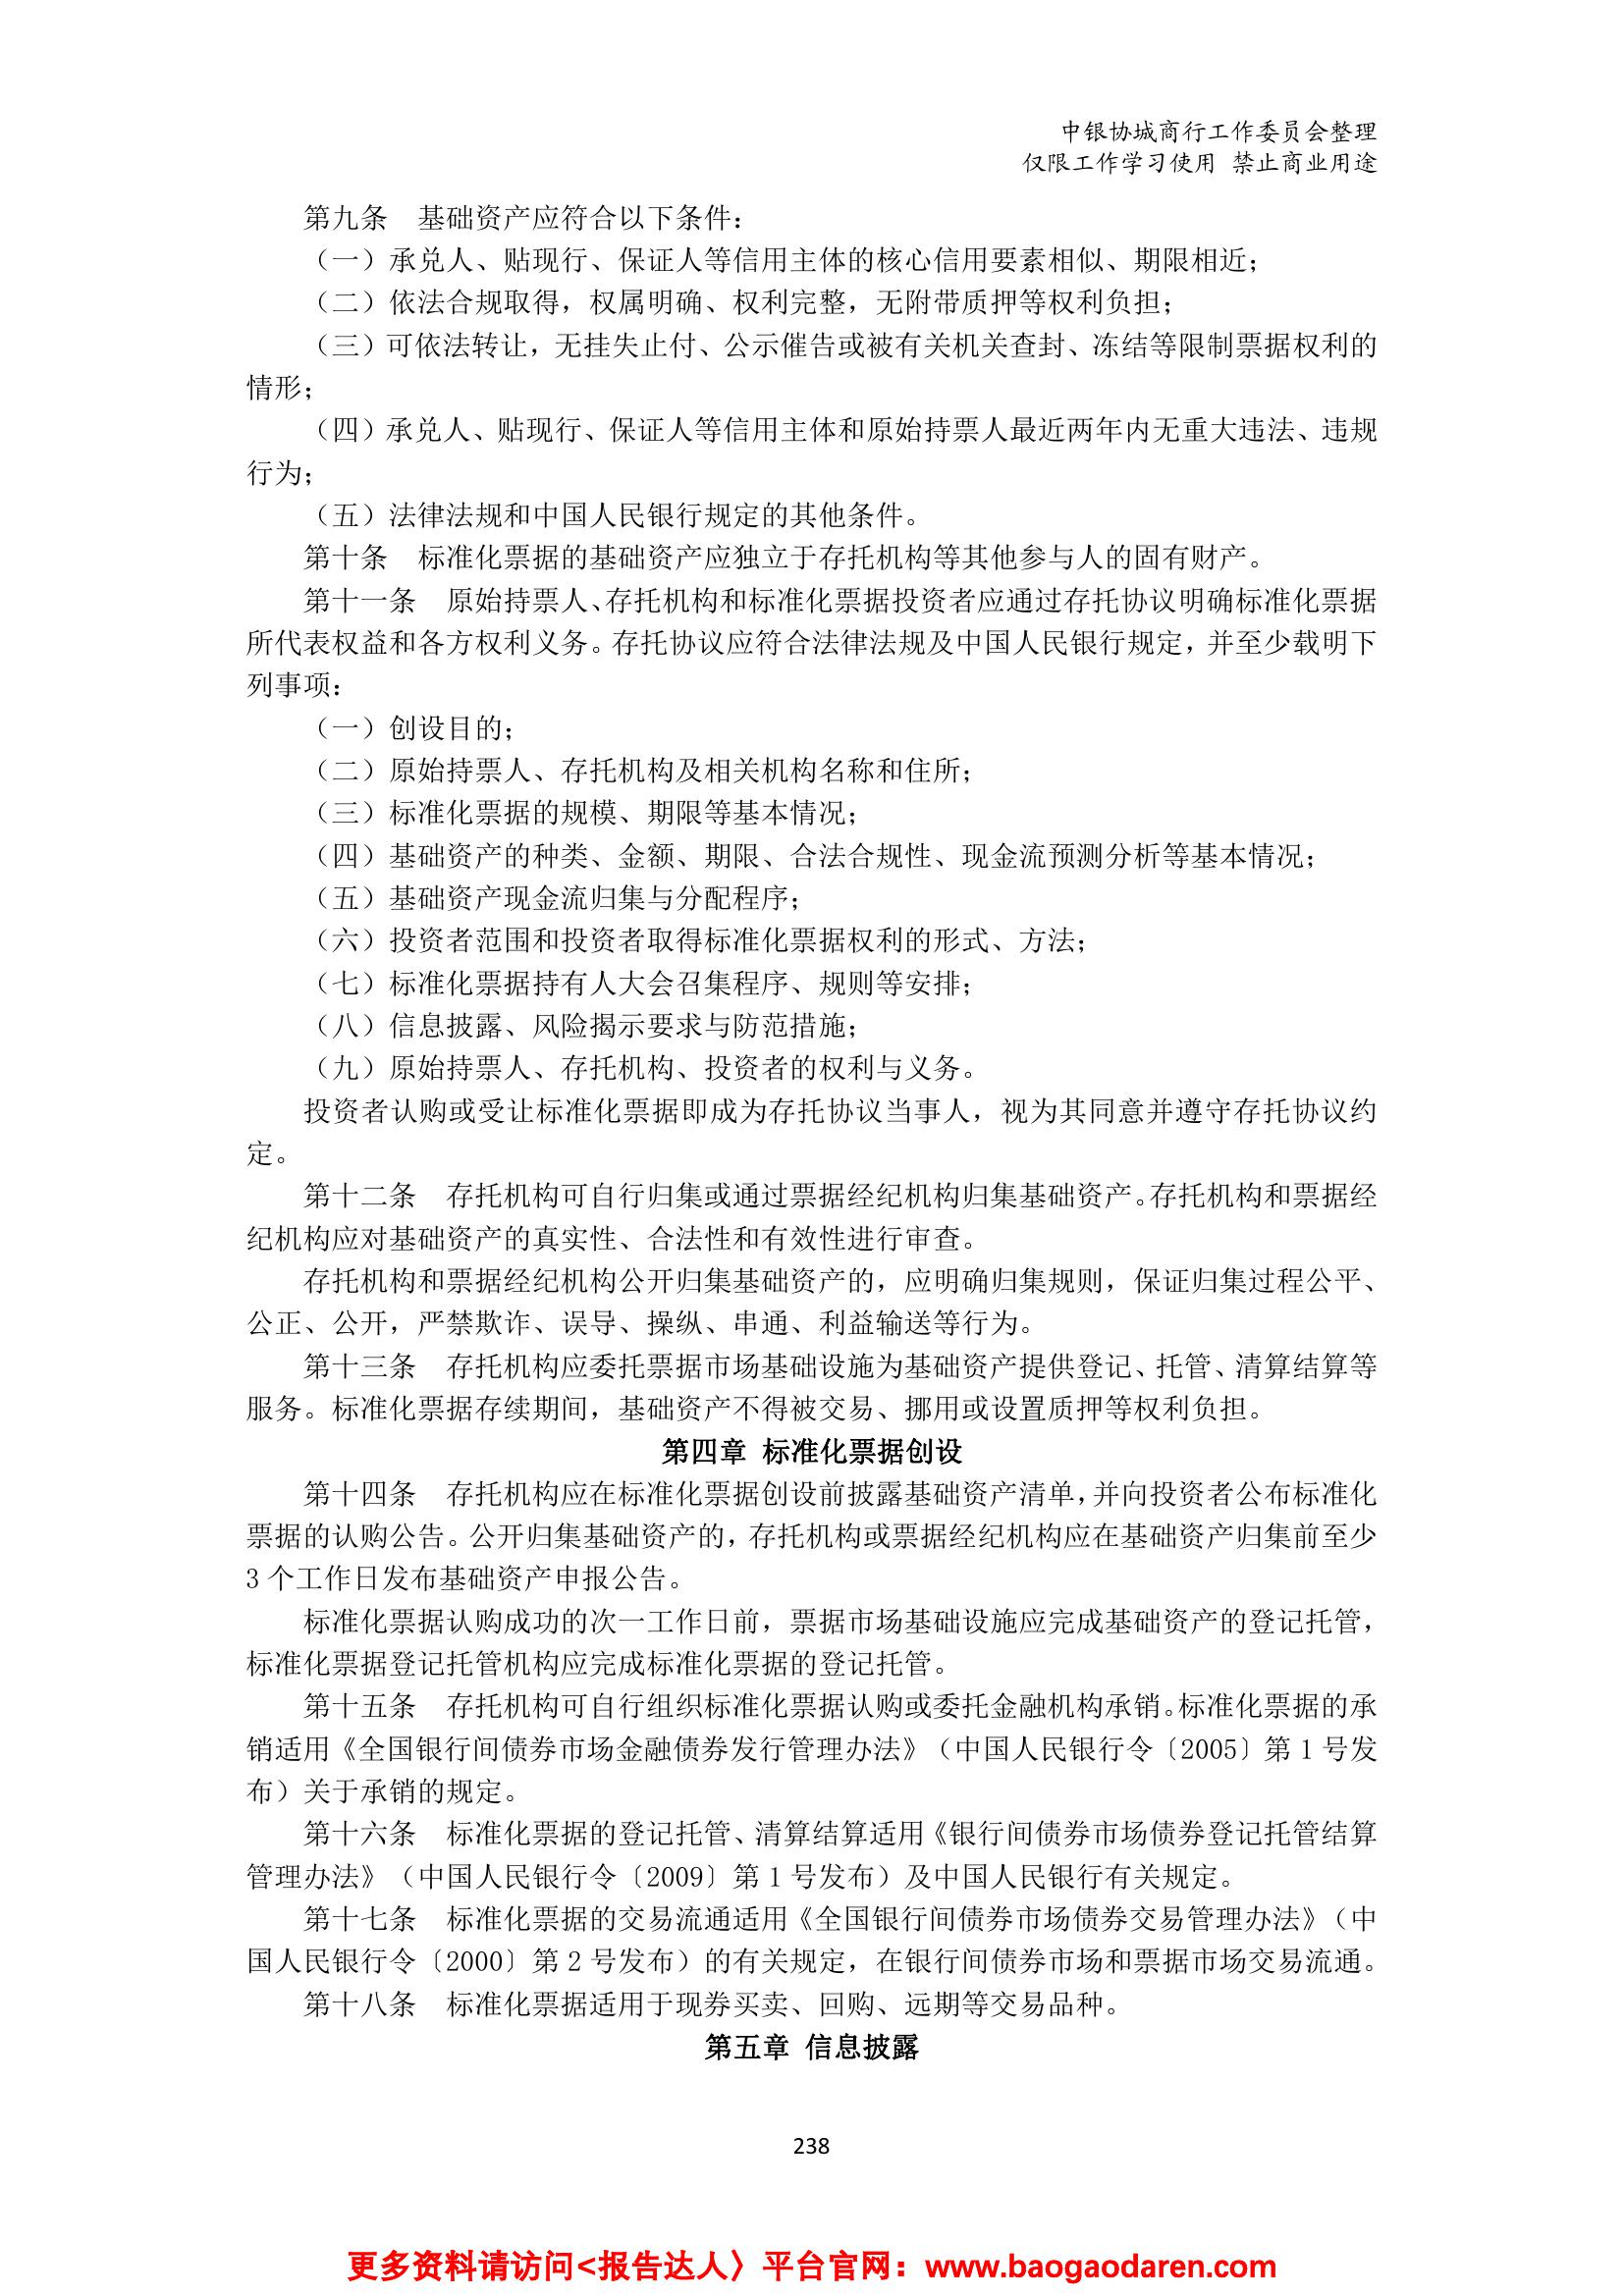 中银协城商行工作委员会整理
仅限工作学习使用 禁止商业用途
第九条　基础资产应符合以下条件：
（一）承兑人、贴现行、保证人等信用主体的核心信用要素相似、期限相近；
（二）依法合规取得，权属明确、权利完整，无附带质押等权利负担；
（三）可依法转让，无挂失止付、公示催告或被有关机关查封、冻结等限制票据权利的
情形；
（四）承兑人、贴现行、保证人等信用主体和原始持票人最近两年内无重大违法、违规
行为；
（五）法律法规和中国人民银行规定的其他条件。
第十条　标准化票据的基础资产应独立于存托机构等其他参与人的固有财产。
第十一条　原始持票人、存托机构和标准化票据投资者应通过存托协议明确标准化票据
所代表权益和各方权利义务。存托协议应符合法律法规及中国人民银行规定，并至少载明下
列事项：
（一）创设目的；
（二）原始持票人、存托机构及相关机构名称和住所；
（三）标准化票据的规模、期限等基本情况；
（四）基础资产的种类、金额、期限、合法合规性、现金流预测分析等基本情况；
（五）基础资产现金流归集与分配程序；
（六）投资者范围和投资者取得标准化票据权利的形式、方法；
（七）标准化票据持有人大会召集程序、规则等安排；
（八）信息披露、风险揭示要求与防范措施；
（九）原始持票人、存托机构、投资者的权利与义务。
投资者认购或受让标准化票据即成为存托协议当事人，视为其同意并遵守存托协议约
定。
第十二条　存托机构可自行归集或通过票据经纪机构归集基础资产。存托机构和票据经
纪机构应对基础资产的真实性、合法性和有效性进行审查。
存托机构和票据经纪机构公开归集基础资产的，应明确归集规则，保证归集过程公平、
公正、公开，严禁欺诈、误导、操纵、串通、利益输送等行为。
第十三条　存托机构应委托票据市场基础设施为基础资产提供登记、托管、清算结算等
服务。标准化票据存续期间，基础资产不得被交易、挪用或设置质押等权利负担。
第四章 标准化票据创设
第十四条　存托机构应在标准化票据创设前披露基础资产清单，并向投资者公布标准化
票据的认购公告。公开归集基础资产的，存托机构或票据经纪机构应在基础资产归集前至少
3 个工作日发布基础资产申报公告。
标准化票据认购成功的次一工作日前，票据市场基础设施应完成基础资产的登记托管，
标准化票据登记托管机构应完成标准化票据的登记托管。
第十五条　存托机构可自行组织标准化票据认购或委托金融机构承销。标准化票据的承
销适用《全国银行间债券市场金融债券发行管理办法》（中国人民银行令〔2005〕第 1 号发
布）关于承销的规定。
第十六条　标准化票据的登记托管、清算结算适用《银行间债券市场债券登记托管结算
管理办法》（中国人民银行令〔2009〕第 1 号发布）及中国人民银行有关规定。
第十七条　标准化票据的交易流通适用《全国银行间债券市场债券交易管理办法》（中
国人民银行令〔2000〕第 2 号发布）的有关规定，在银行间债券市场和票据市场交易流通。
第十八条　标准化票据适用于现券买卖、回购、远期等交易品种。
第五章 信息披露
238
更多资料请访问<报告达人〉平台官网：www.baogaodaren.com